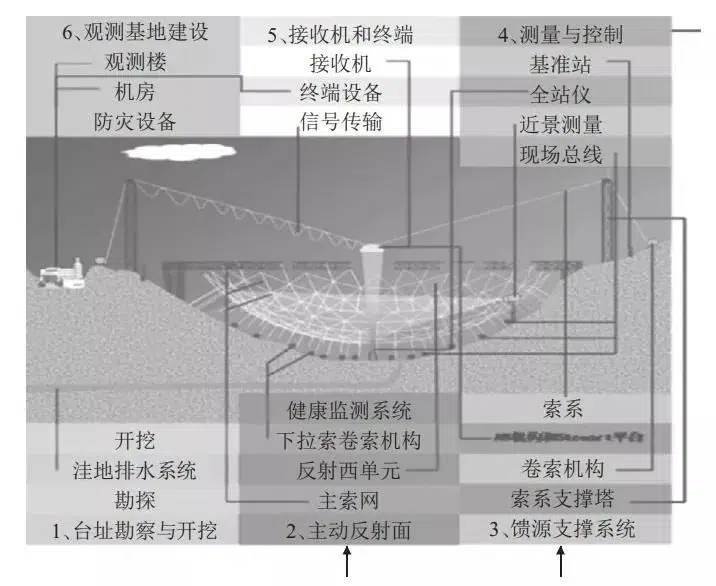 6、观测基地建设
观测楼
机房
防灾设备
5、接收机和终端
接收机
终端设备
信号传输
4、测量与控制
基准站
全站仪
近景测量
现场总线
开挖
洼地排水系统
勘探
1、台址勘察与开挖
健康监测系统
下拉索卷索机构
反射西单元
主索网
2、主动反射面
索系
平台
卷索机构
索系支撑塔
3、馈源支撑系统